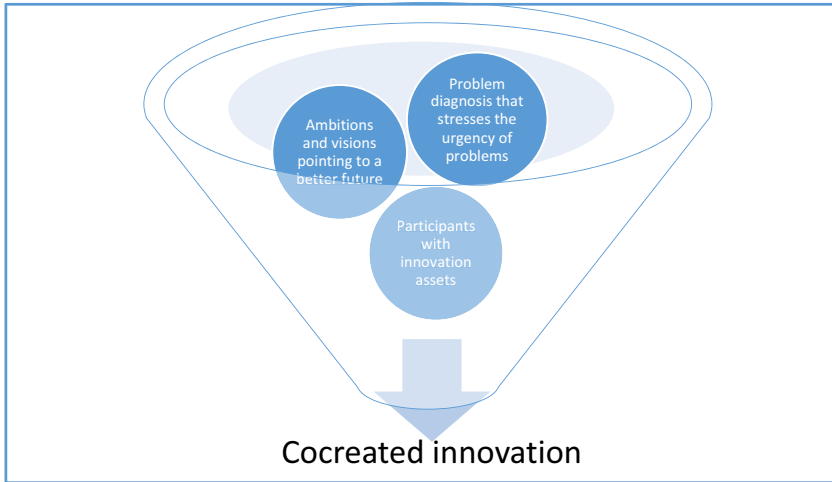 Problem
diagnosis that
stresses the
urgency of
problems
Ambitions
and visions
pointing to a
better future
Participants
with
innovation
assets
Cocreated innovation